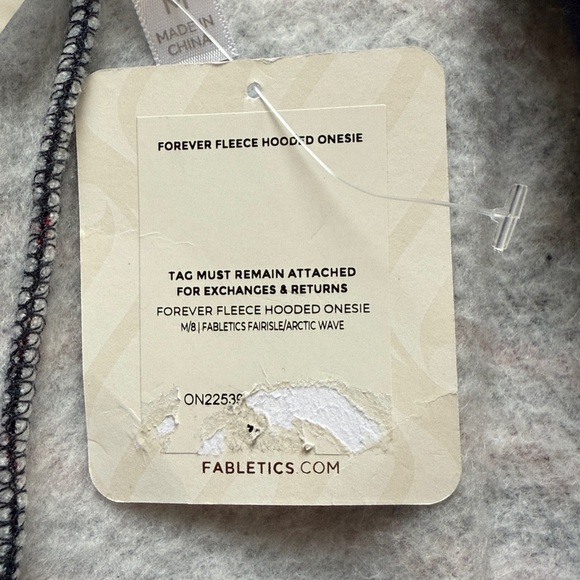 M
MADE IN
CHINA
FOREVER FLEECE HOODED ONESIE
TAG MUST REMAIN ATTACHED
FOR EXCHANGES & RETURNS
FOREVER FLEECE HOODED ONESIE
M/8 | FABLETICS FAIRISLE/ARCTIC WAVE
ON22539
FABLETICS.COM